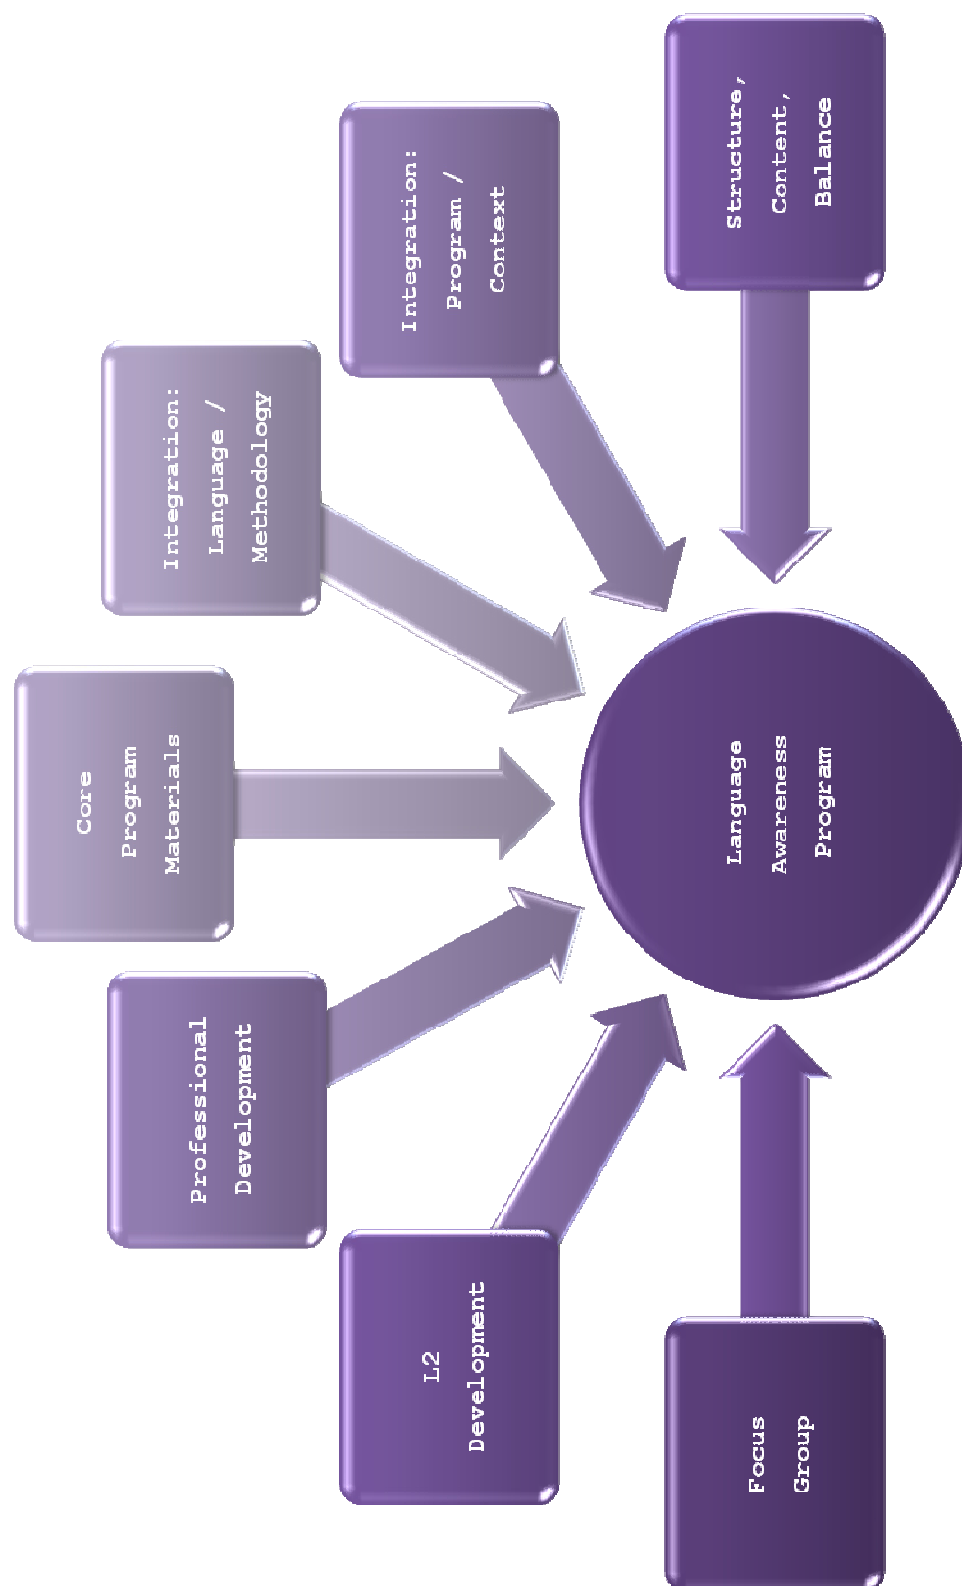 Focus
Group
L2
Development
Professional
Development
Core
Program
Materials
Integration:
Language /
Methodology
Integration:
Program /
Context
Structure,
Content,
Balance
Language
Awareness
Program